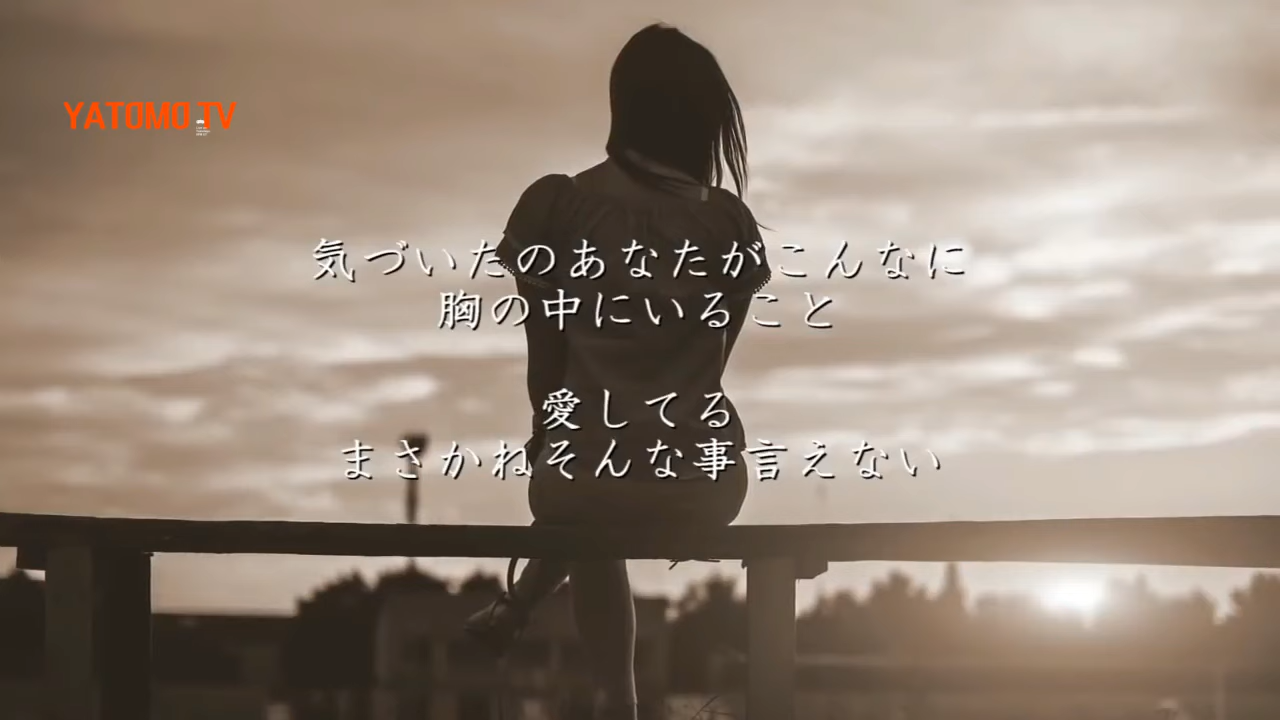 YATOMO TV
気づいたのあなたがこんなに
胸の中にいること
愛してる
まさかねそんな事言えない